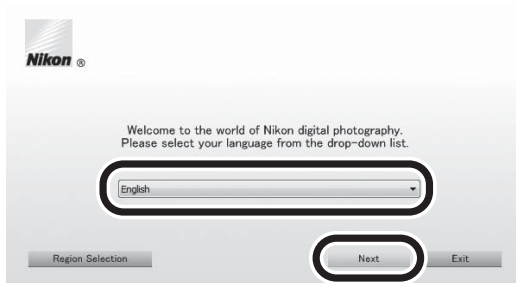 Nikon ®
Welcome to the world of Nikon digital photography.
Please select your language from the drop-down list.
English
Region Selection
Next
Exit